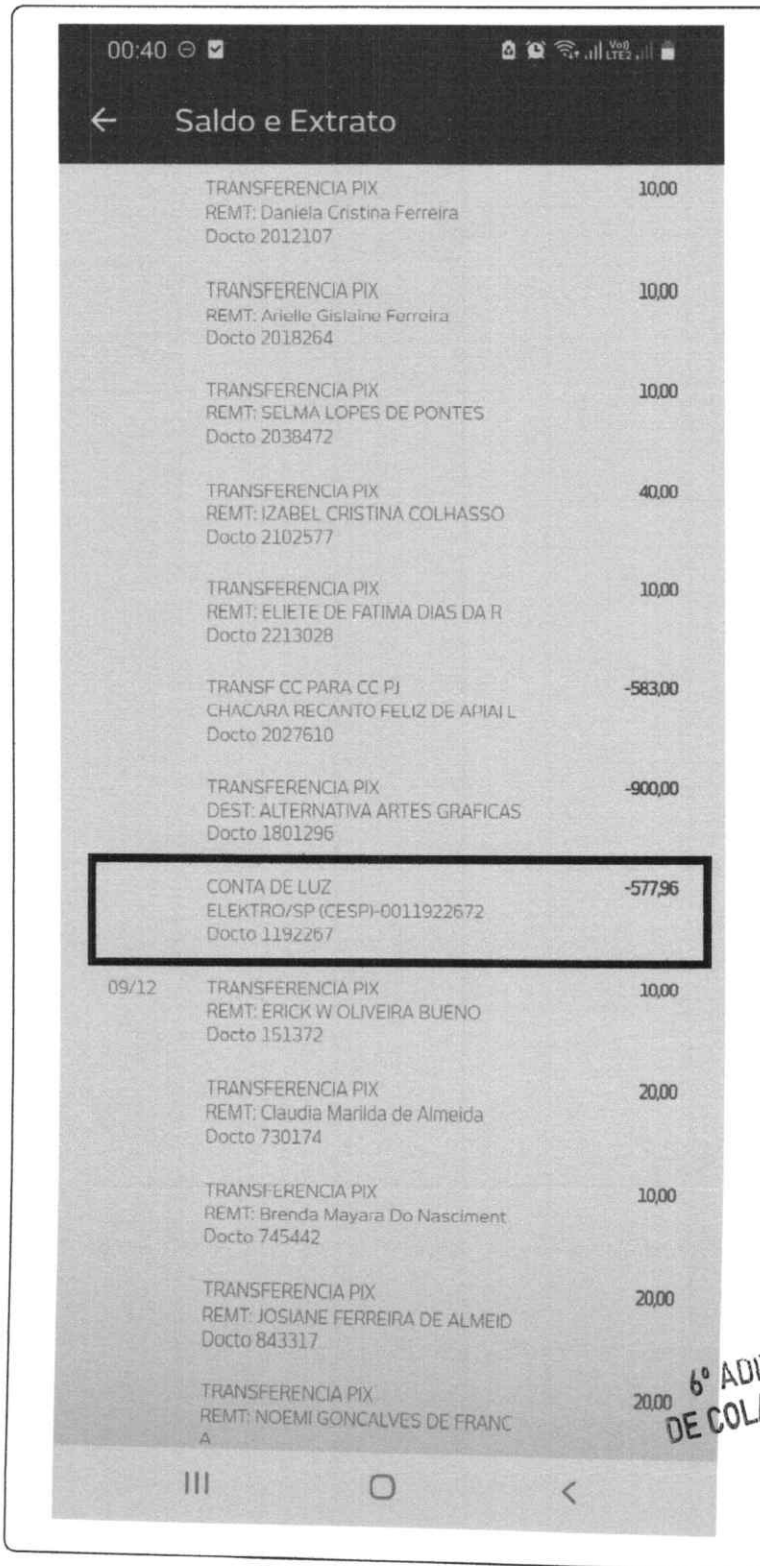 00:40
Vo))
LTE2
Saldo e Extrato
TRANSFERENCIA PIX 10,00
REMT: Daniela Cristina Ferreira
Docto 2012107
TRANSFERENCIA PIX 10,00
REMT: Arielle Gislaine Ferreira
Docto 2018264
TRANSFERENCIA PIX 10,00
REMT: SELMA LOPES DE PONTES
Docto 2038472
TRANSFERENCIA PIX 40,00
REMT: IZABEL CRISTINA COLHASSO
Docto 2102577
TRANSFERENCIA PIX 10,00
REMT: ELIETE DE FATIMA DIAS DA R
Docto 2213028
TRANSF CC PARA CC PJ -583,00
CHACARA RECANTO FELIZ DE APIAI L
Docto 2027610
TRANSFERENCIA PIX -900,00
DEST: ALTERNATIVA ARTES GRAFICAS
Docto 1801296
CONTA DE LUZ -577,96
ELEKTRO/SP (CESP)-0011922672
Docto 1192267
09/12 TRANSFERENCIA PIX 10,00
REMT: ERICK W OLIVEIRA BUENO
Docto 151372
TRANSFERENCIA PIX 20,00
REMT: Claudia Marilda de Almeida
Docto 730174
TRANSFERENCIA PIX 10,00
REMT: Brenda Mayara Do Nasciment
Docto 745442
TRANSFERENCIA PIX 20,00
REMT: JOSIANE FERREIRA DE ALMEID
Docto 843317
TRANSFERENCIA PIX 20,00
REMT: NOEMI GONCALVES DE FRANC
A
6º
DE